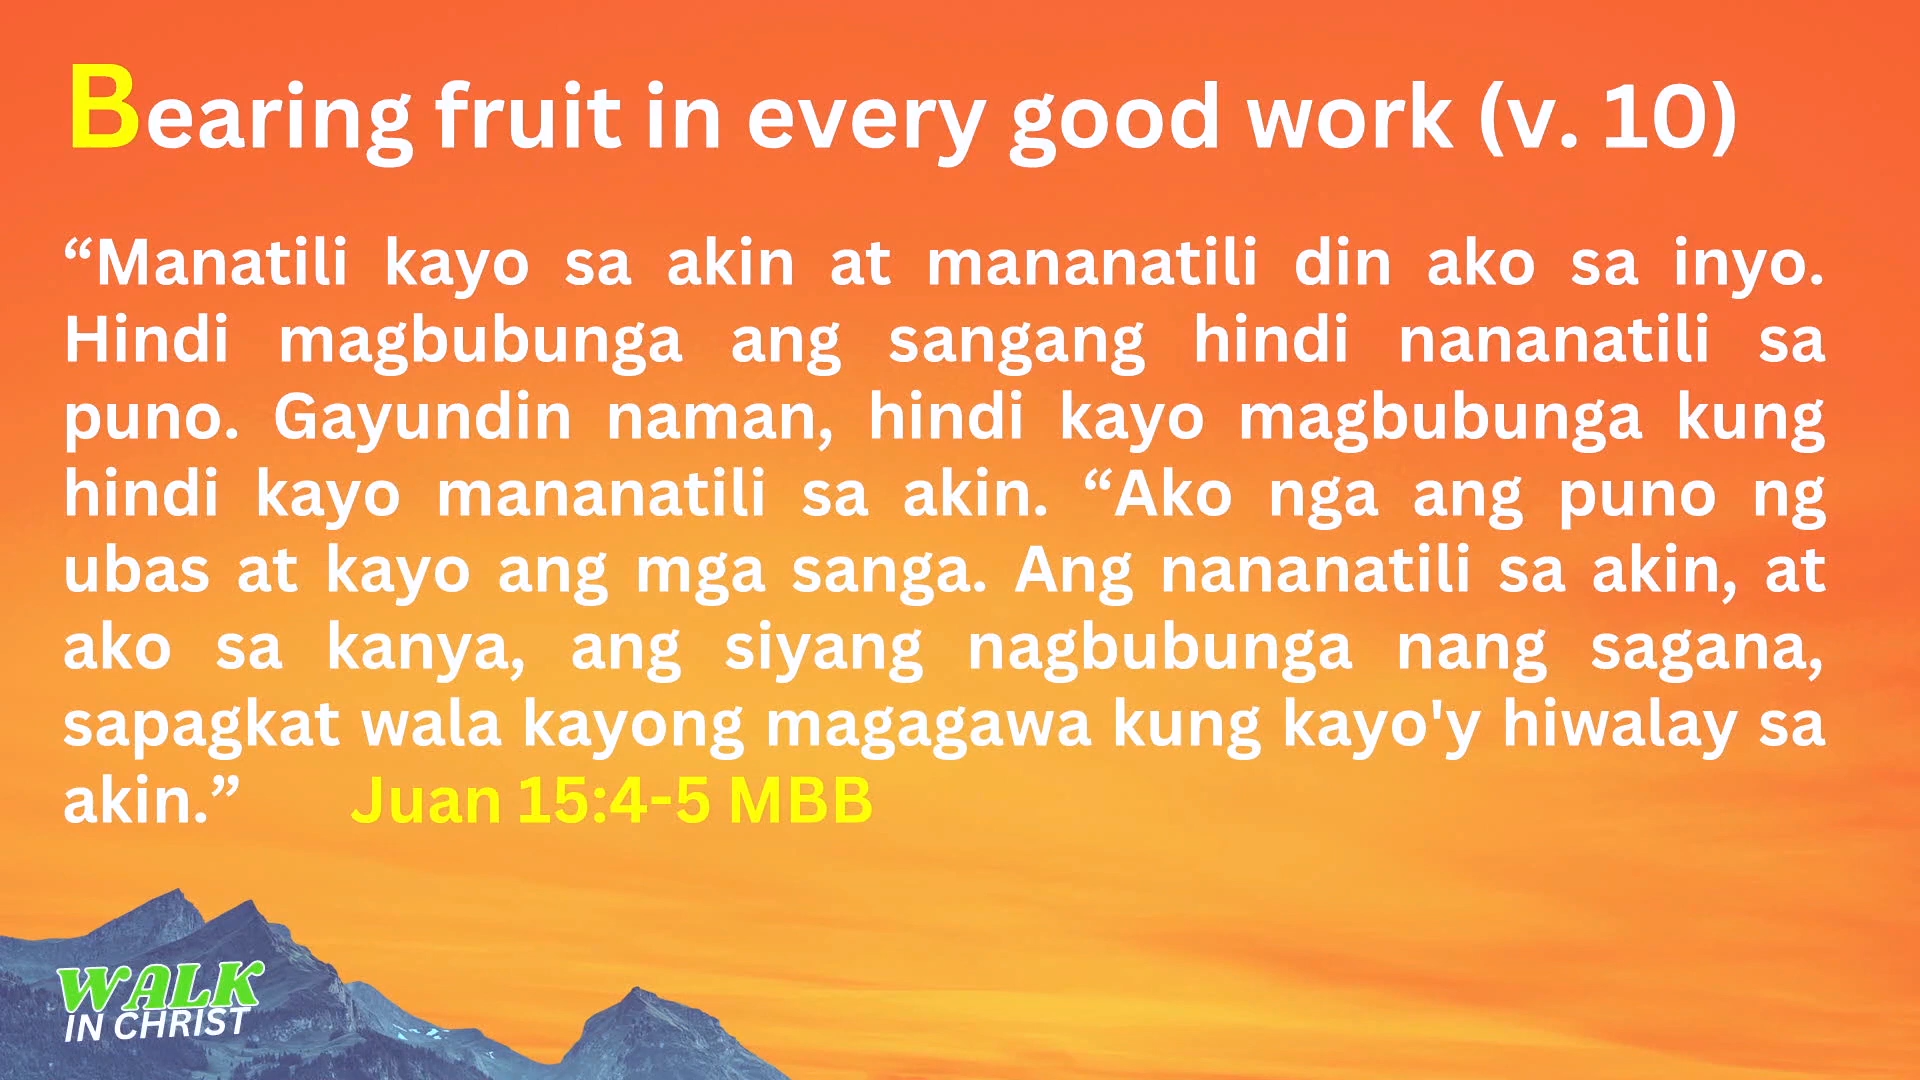 Bearing fruit in every good work (v. 10)
“Manatili kayo sa akin at mananatili din ako sa inyo.
Hindi magbubunga ang sangang hindi nananatili sa
puno. Gayundin naman, hindi kayo magbubunga kung
hindi kayo mananatili sa akin. “Ako nga ang puno ng
ubas at kayo ang mga sanga. Ang nananatili sa akin, at
ako sa kanya, ang siyang nagbubunga nang sagana,
sapagkat wala kayong magagawa kung kayo'y hiwalay sa
akin.” Juan 15:4-5 MBB
WALK
IN CHRIST